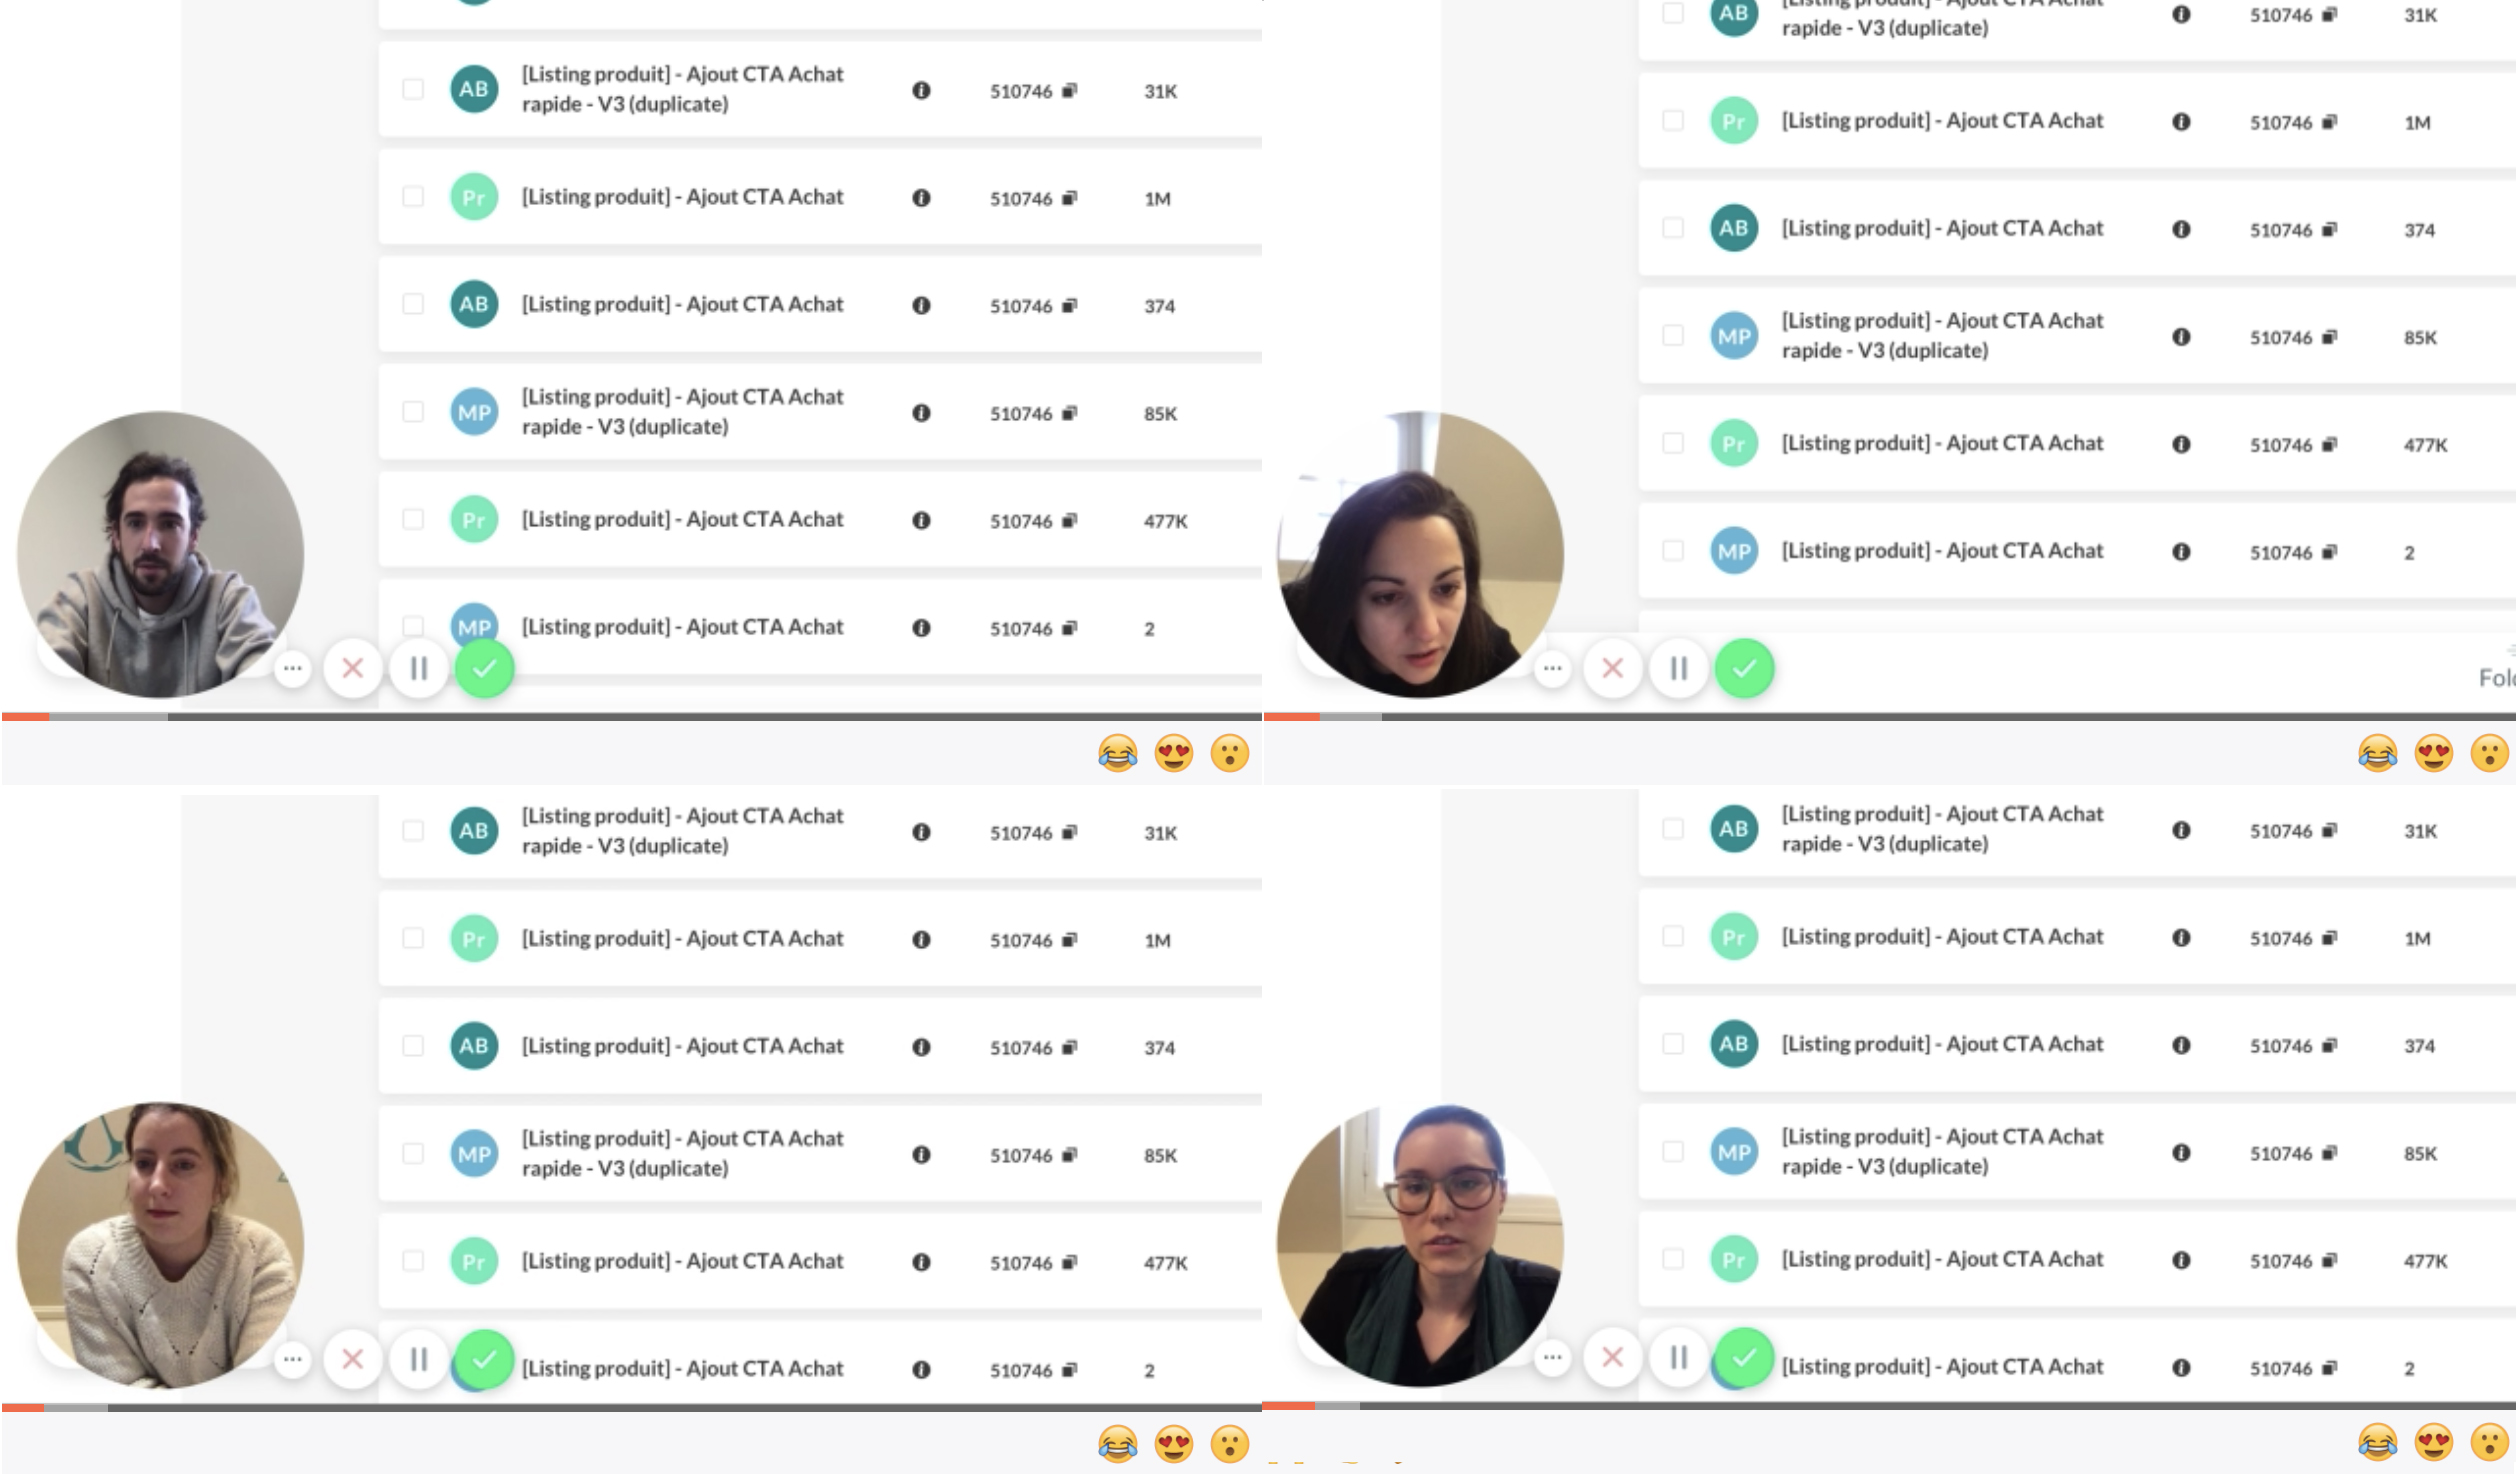 AB
[Listing produit] - Ajout CTA Achat
rapide - V3 (duplicate)
510746
31K
Pr
[Listing produit] - Ajout CTA Achat
510746
1M
AB
[Listing produit] - Ajout CTA Achat
510746
374
MP
[Listing produit] - Ajout CTA Achat
rapide - V3 (duplicate)
510746
85K
Pr
[Listing produit] - Ajout CTA Achat
510746
477K
MP
[Listing produit] - Ajout CTA Achat
510746
2
AB
[Listing produit] - Ajout CTA Achat
rapide - V3 (duplicate)
510746
31K
Pr
[Listing produit] - Ajout CTA Achat
510746
1M
AB
[Listing produit] - Ajout CTA Achat
510746
374
MP
[Listing produit] - Ajout CTA Achat
rapide - V3 (duplicate)
510746
85K
Pr
[Listing produit] - Ajout CTA Achat
510746
477K
MP
[Listing produit] - Ajout CTA Achat
510746
2
AB
[Listing produit] - Ajout CTA Achat
rapide - V3 (duplicate)
510746
31K
Pr
[Listing produit] - Ajout CTA Achat
510746
1M
AB
[Listing produit] - Ajout CTA Achat
510746
374
MP
[Listing produit] - Ajout CTA Achat
rapide - V3 (duplicate)
510746
85K
Pr
[Listing produit] - Ajout CTA Achat
510746
477K
[Listing produit] - Ajout CTA Achat
510746
2
AB
[Listing produit] - Ajout CTA Achat
rapide - V3 (duplicate)
510746
31K
Pr
[Listing produit] - Ajout CTA Achat
510746
1M
AB
[Listing produit] - Ajout CTA Achat
510746
374
MP
[Listing produit] - Ajout CTA Achat
rapide - V3 (duplicate)
510746
85K
Pr
[Listing produit] - Ajout CTA Achat
510746
477K
[Listing produit] - Ajout CTA Achat
510746
2